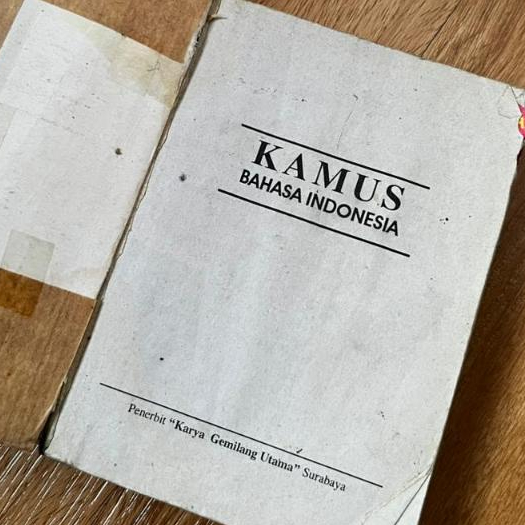 KAMUS
BAHASA INDONESIA
Penerbit “Karya Gemilang Utama” Surabaya